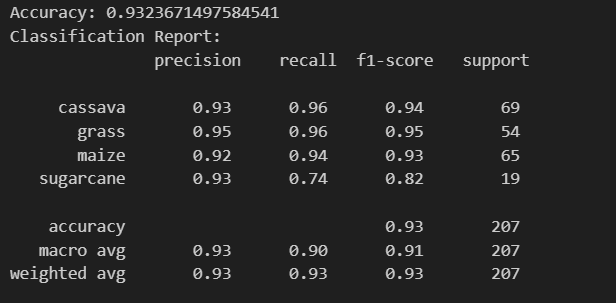 Accuracy: 0.9323671497584541
Classification Report:
precision recall f1-score support
cassava 0.93 0.96 0.94 69
grass 0.95 0.96 0.95 54
maize 0.92 0.94 0.93 65
sugarcane 0.93 0.74 0.82 19
accuracy 0.93 207
macro avg 0.93 0.90 0.91 207
weighted avg 0.93 0.93 0.93 207